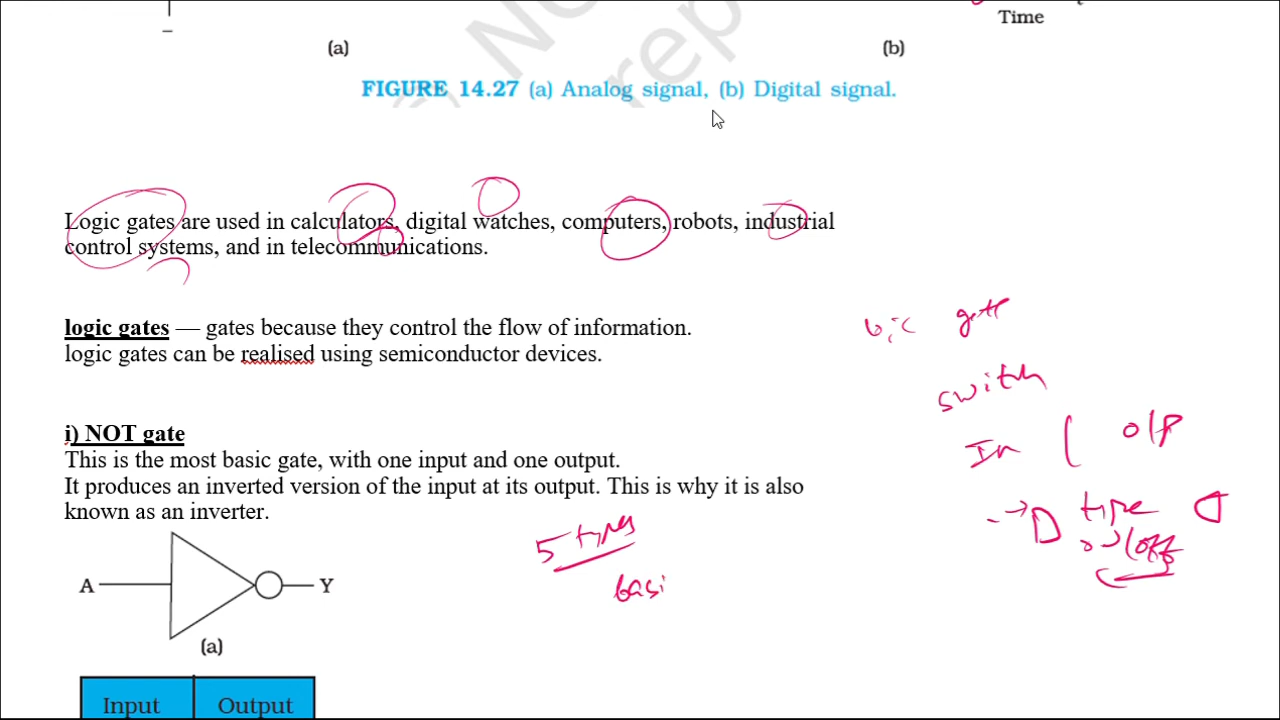 Time
(a) (b)
FIGURE 14.27 (a) Analog signal, (b) Digital signal.
Logic gates are used in calculators, digital watches, computers, robots, industrial
control systems, and in telecommunications.
logic gates — gates because they control the flow of information.
logic gates can be realised using semiconductor devices.
switch
In ( O/P
i) NOT gate
This is the most basic gate, with one input and one output.
It produces an inverted version of the input at its output. This is why it is also
known as an inverter.
type
5 types
basi
A Y
(a)
Input Output